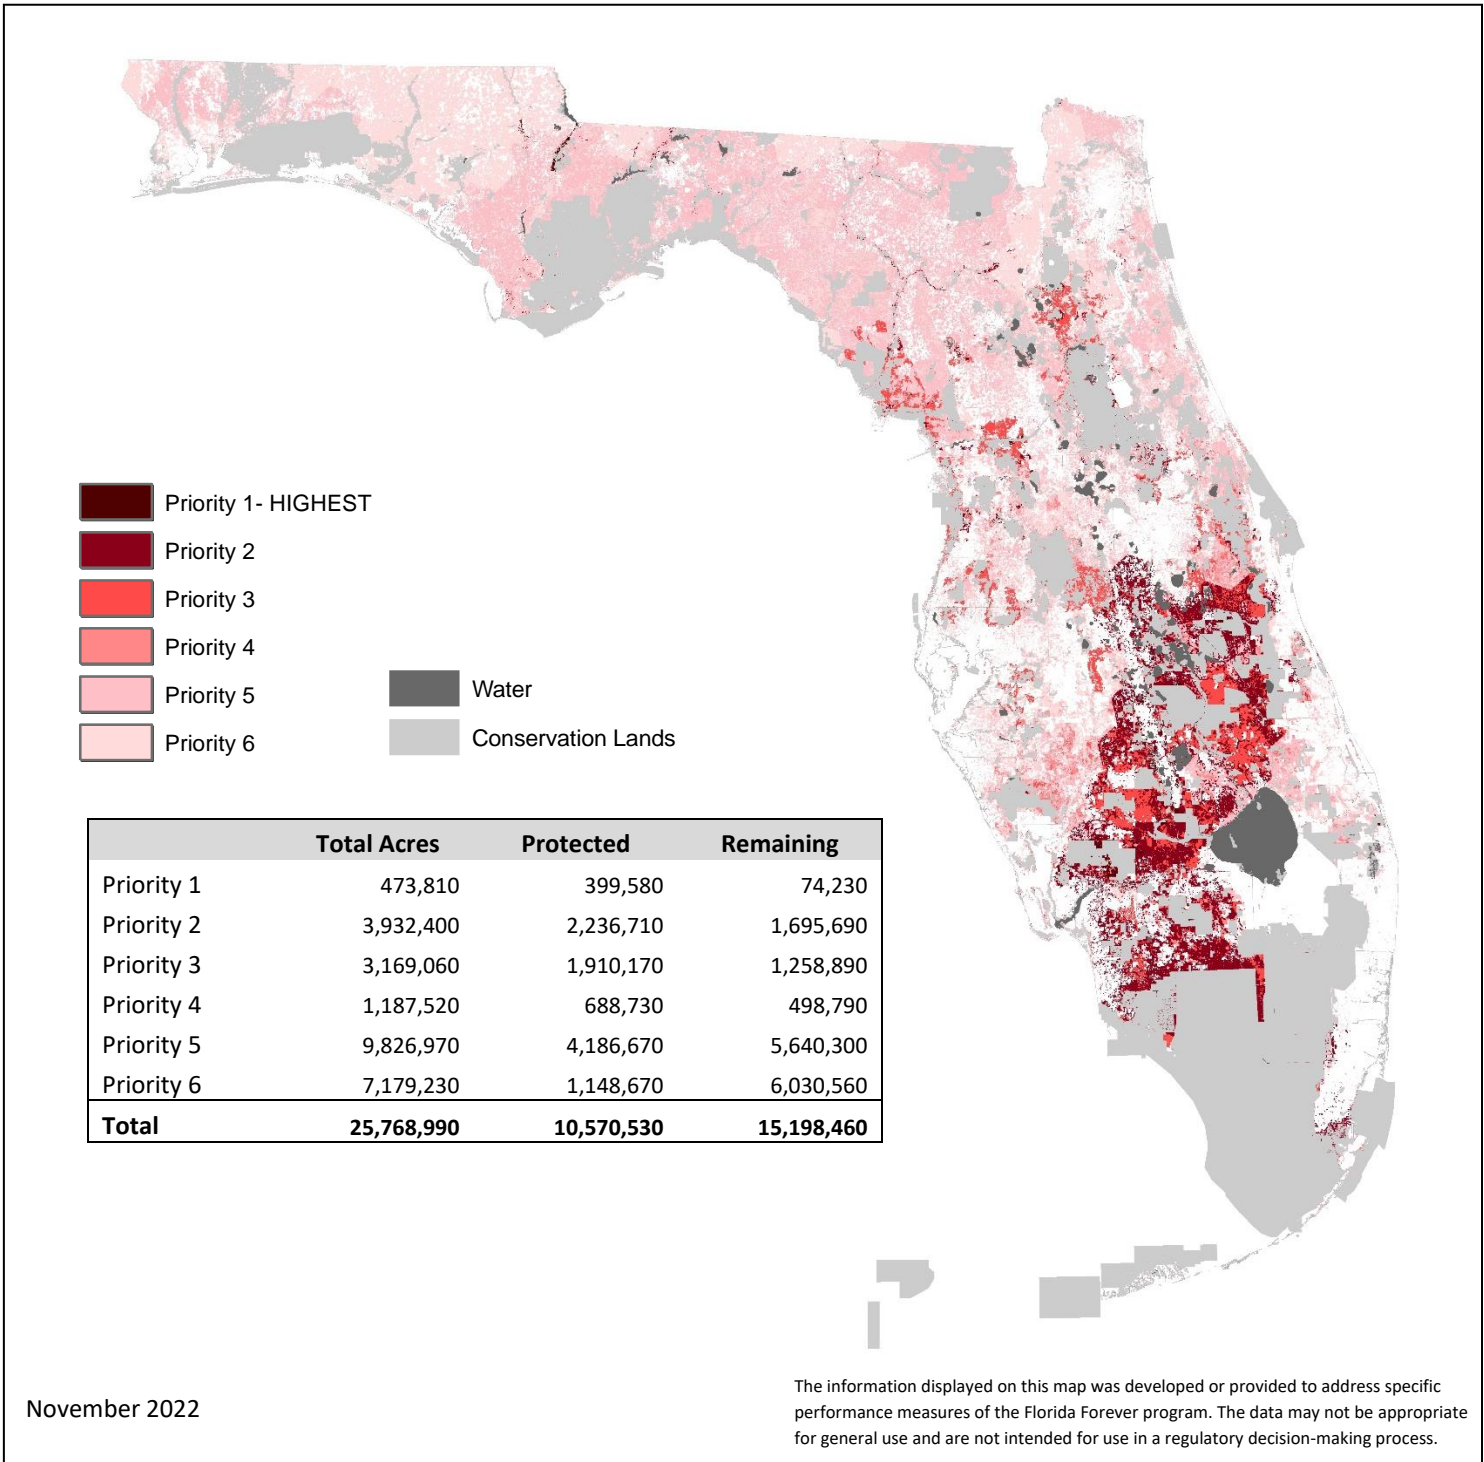 Priority 1- HIGHEST
Priority 2
Priority 3
Priority 4
Priority 5
Priority 6
Water
Conservation Lands
Total Acres Protected Remaining
Priority 1 473,810 399,580 74,230
Priority 2 3,932,400 2,236,710 1,695,690
Priority 3 3,169,060 1,910,170 1,258,890
Priority 4 1,187,520 688,730 498,790
Priority 5 9,826,970 4,186,670 5,640,300
Priority 6 7,179,230 1,148,670 6,030,560
Total 25,768,990 10,570,530 15,198,460
November 2022
The information displayed on this map was developed or provided to address specific
performance measures of the Florida Forever program. The data may not be appropriate
for general use and are not intended for use in a regulatory decision-making process.